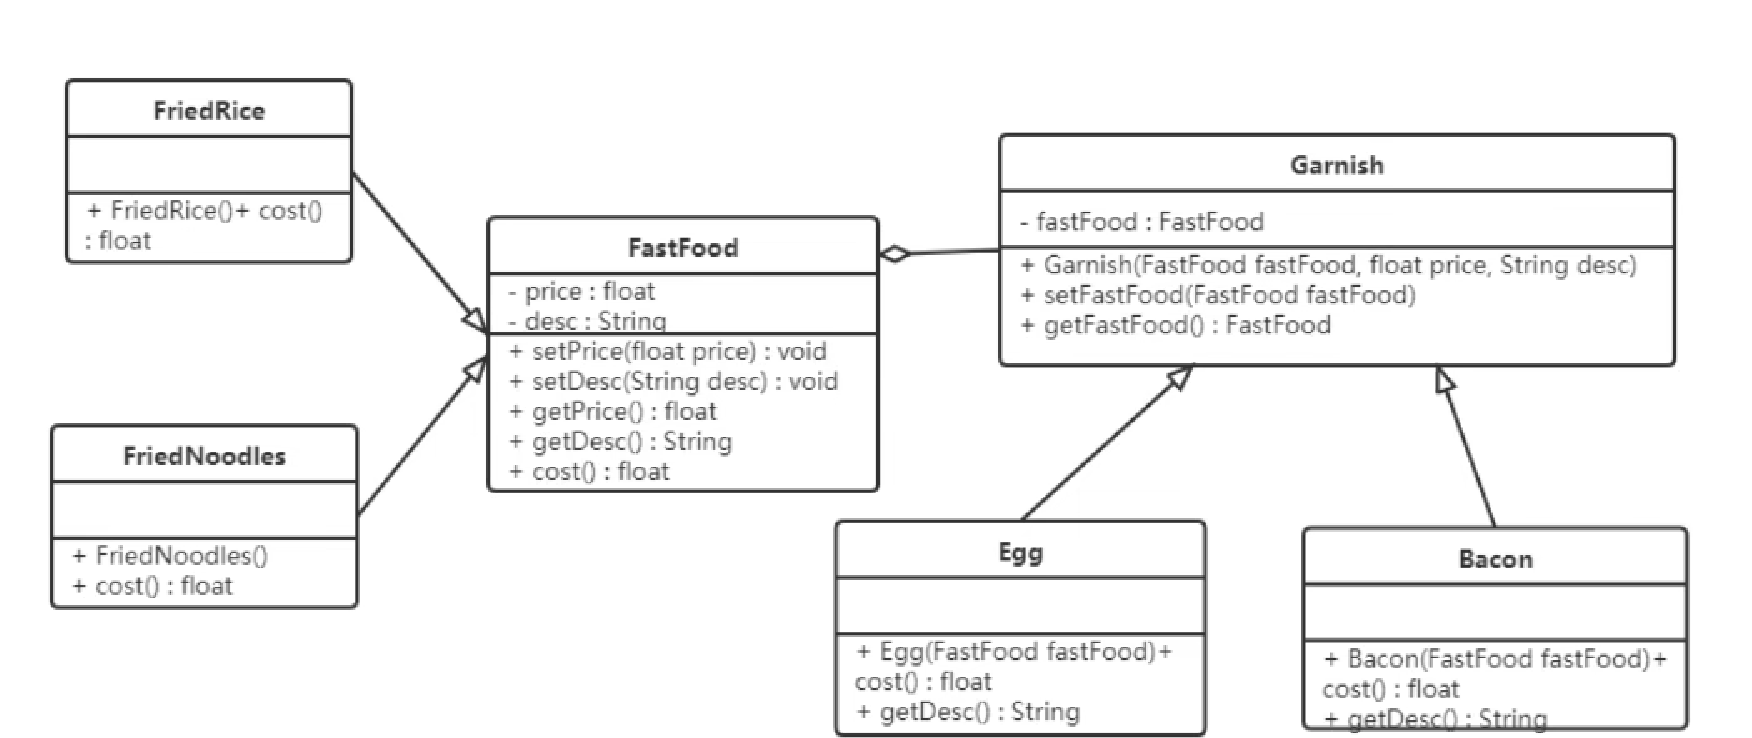 FriedRice
+ FriedRice()+ cost()
: float
FriedNoodles
+ FriedNoodles()
+ cost() : float
FastFood
- price : float
- desc : String
+ setPrice(float price) : void
+ setDesc(String desc) : void
+ getPrice() : float
+ getDesc() : String
+ cost() : float
Garnish
- fastFood : FastFood
+ Garnish(FastFood fastFood, float price, String desc)
+ setFastFood(FastFood fastFood)
+ getFastFood() : FastFood
Egg
+ Egg(FastFood fastFood)+
cost() : float
+ getDesc() : String
Bacon
+ Bacon(FastFood fastFood)+
cost() : float
+ getDesc() : String